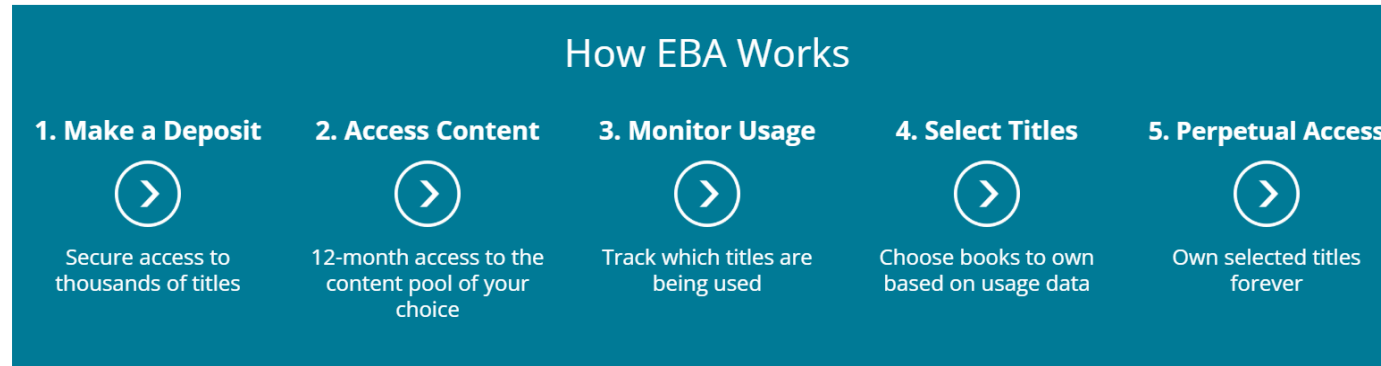 How EBA Works
1. Make a Deposit
Secure access to
thousands of titles
2. Access Content
12-month access to the
content pool of your
choice
3. Monitor Usage
Track which titles are
being used
4. Select Titles
Choose books to own
based on usage data
5. Perpetual Access
Own selected titles
forever